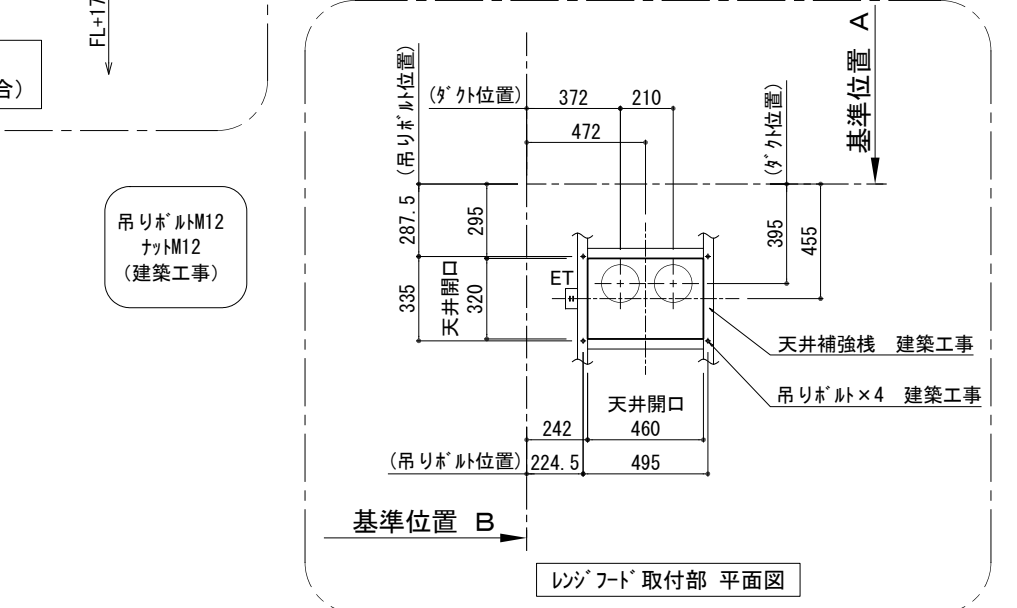 FL+17
合)
吊りボルトM12
ナットM12
(建築工事)
基準位置 A
(吊りボルト位置)
(ダクト位置)
372
210
472
(ダクト位置)
287.5
295
395
455
335
天井開口
320
ET
天井補強桟 建築工事
吊りボルト×4 建築工事
天井開口
242
460
(吊りボルト位置)
224.5
495
基準位置 B
レンジフード取付部 平面図